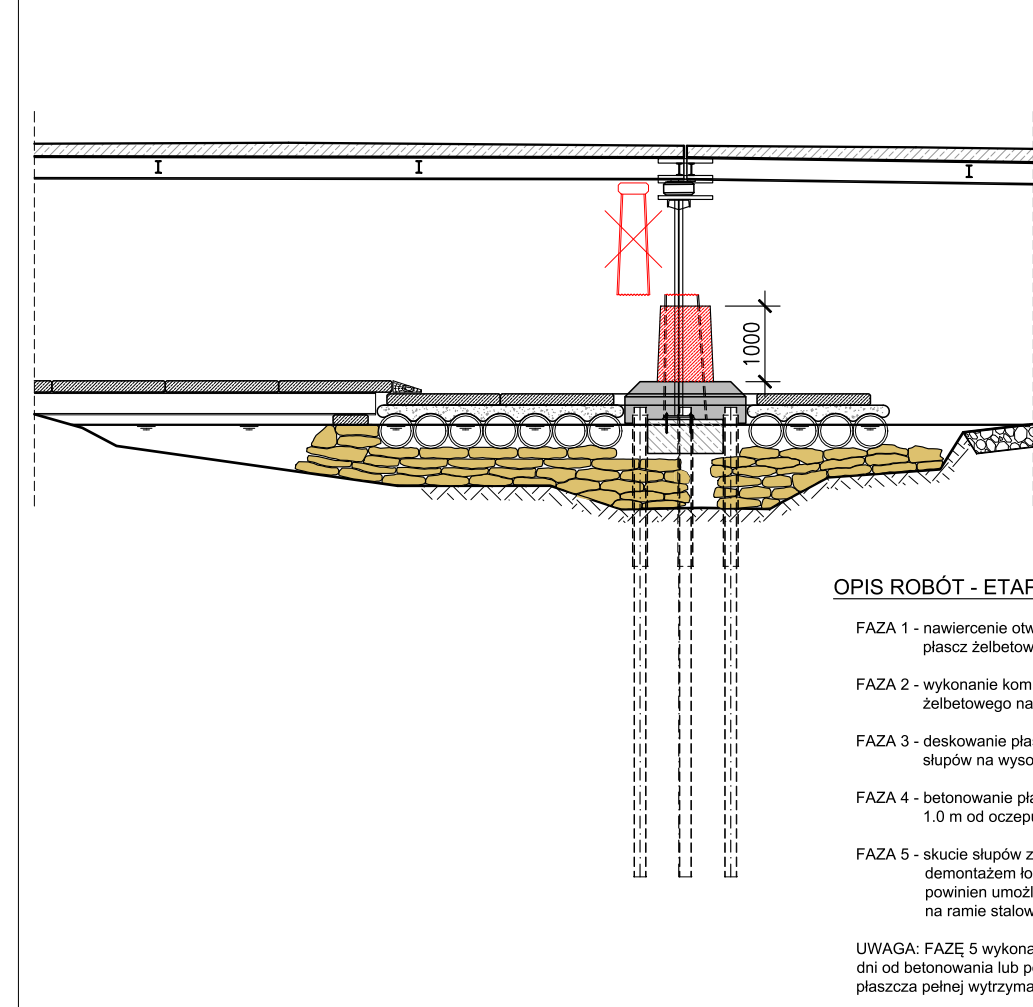 I I I
1000
OPIS ROBÓT - ETAP
FAZA 1 - nawiercenie otw
płascz żelbetow
FAZA 2 - wykonanie kom
żelbetowego na
FAZA 3 - deskowanie pła
słupów na wyso
FAZA 4 - betonowanie pła
1.0 m od oczepu
FAZA 5 - skucie słupów z
demontażem ło
powinien umożl
na ramie stalow
UWAGA: FAZĘ 5 wykona
dni od betonowania lub p
płaszcza pełnej wytrzyma